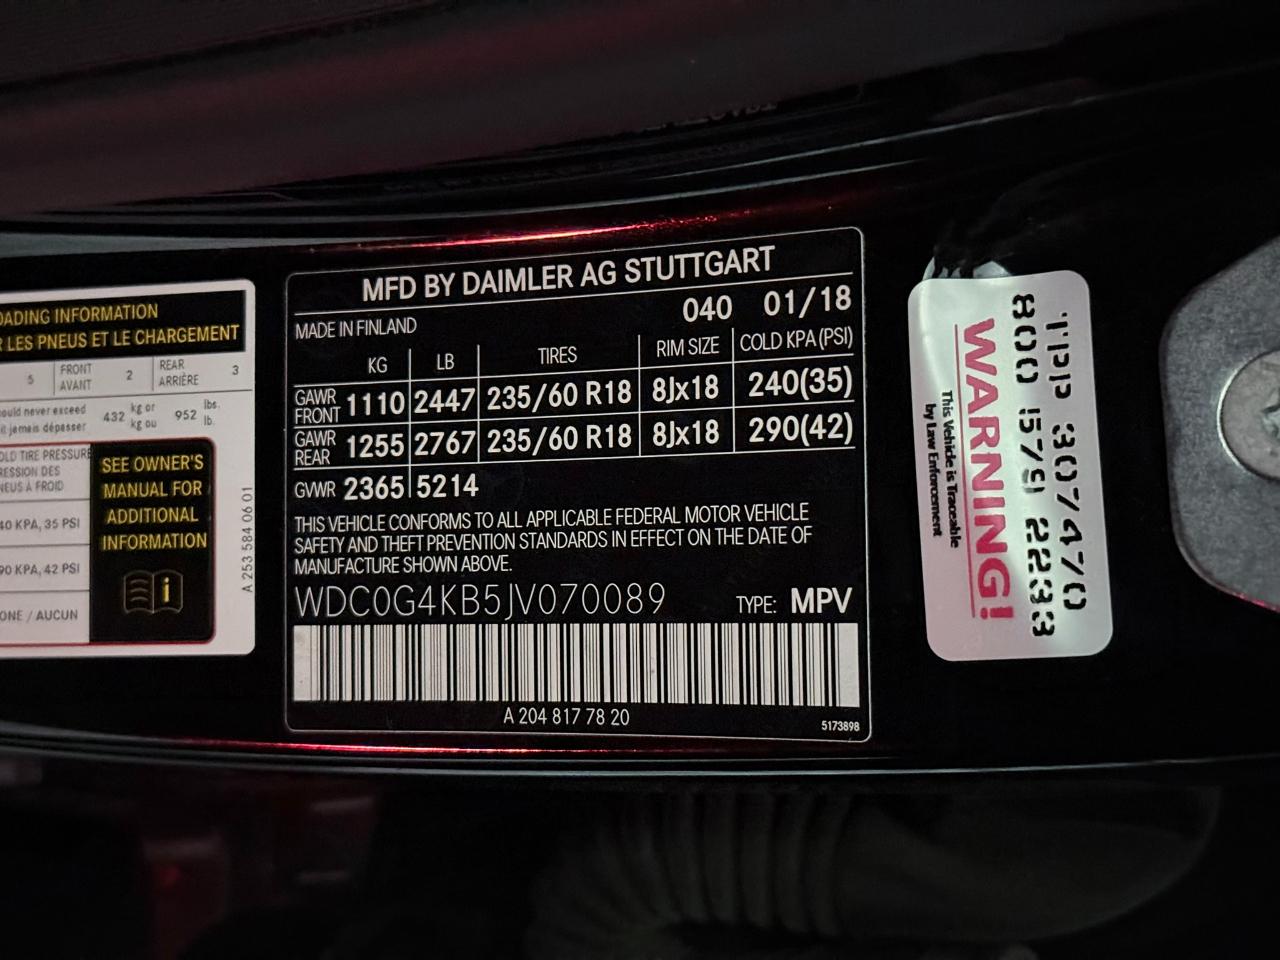 OADING INFORMATION
R LES PNEUS ET LE CHARGEMENT
5 FRONT AVANT 2 REAR ARRIÈRE 3
ould never exceed 432 kg or 952 lbs.
it jamais dépasser kg ou lb.
OLD TIRE PRESSURE
RESSION DES
NEUS À FROID
40 KPA, 35 PSI
90 KPA, 42 PSI
ONE / AUCUN
SEE OWNER'S
MANUAL FOR
ADDITIONAL
INFORMATION
A 253 584 06 01
MFD BY DAIMLER AG STUTTGART
MADE IN FINLAND 040 01/18
KG LB TIRES RIM SIZE COLD KPA(PSI)
GAWR FRONT 1110 2447 235/60 R18 8Jx18 240(35)
GAWR REAR 1255 2767 235/60 R18 8Jx18 290(42)
GVWR 2365 5214
THIS VEHICLE CONFORMS TO ALL APPLICABLE FEDERAL MOTOR VEHICLE
SAFETY AND THEFT PREVENTION STANDARDS IN EFFECT ON THE DATE OF
MANUFACTURE SHOWN ABOVE.
WDC0G4KB5JV070089 TYPE: MPV
A 204 817 78 20
5173898
TPP 307470
800 579 2233
WARNING!
This Vehicle is Traceable
by Law Enforcement